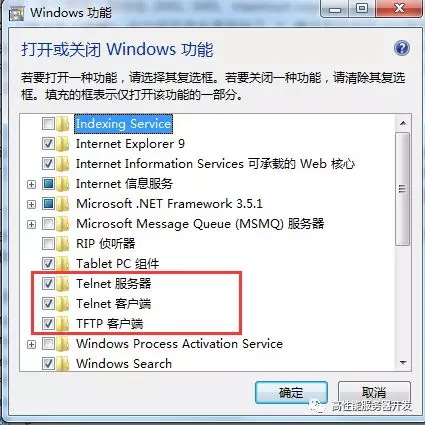 Windows 功能
打开或关闭 Windows 功能
若要打开一种功能，请选择其复选框。若要关闭一种功能，请清除其复选
框。填充的框表示仅打开该功能的一部分。
Indexing Service
Internet Explorer 9
Internet Information Services 可承载的 Web 核心
Internet 信息服务
Microsoft .NET Framework 3.5.1
Microsoft Message Queue (MSMQ) 服务器
RIP 侦听器
Tablet PC 组件
Telnet 服务器
Telnet 客户端
TFTP 客户端
Windows Process Activation Service
Windows Search
确定
取消
高性能服务器开发